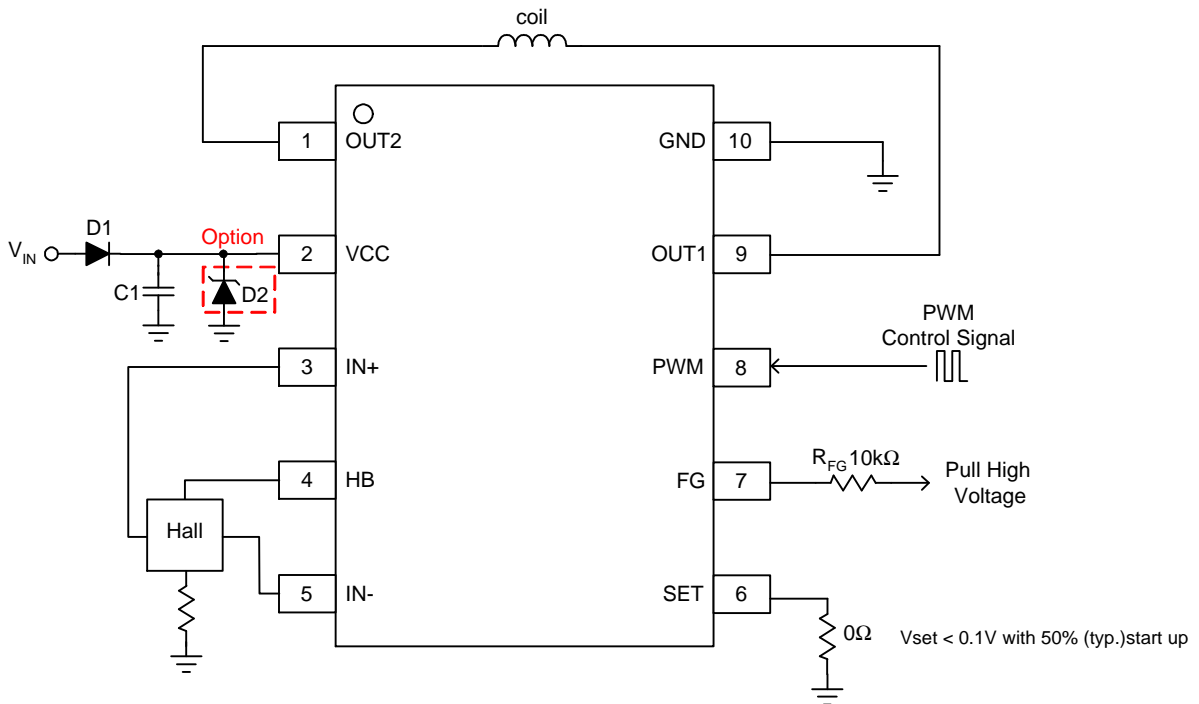 coil
1 OUT2
GND 10
D1
Option
V_IN
2 VCC
OUT1 9
C1
D2
PWM
Control Signal
3 IN+
PWM 8
R_FG 10kΩ
4 HB
FG 7
Pull High
Voltage
Hall
5 IN-
SET 6
0Ω
Vset < 0.1V with 50% (typ.)start up